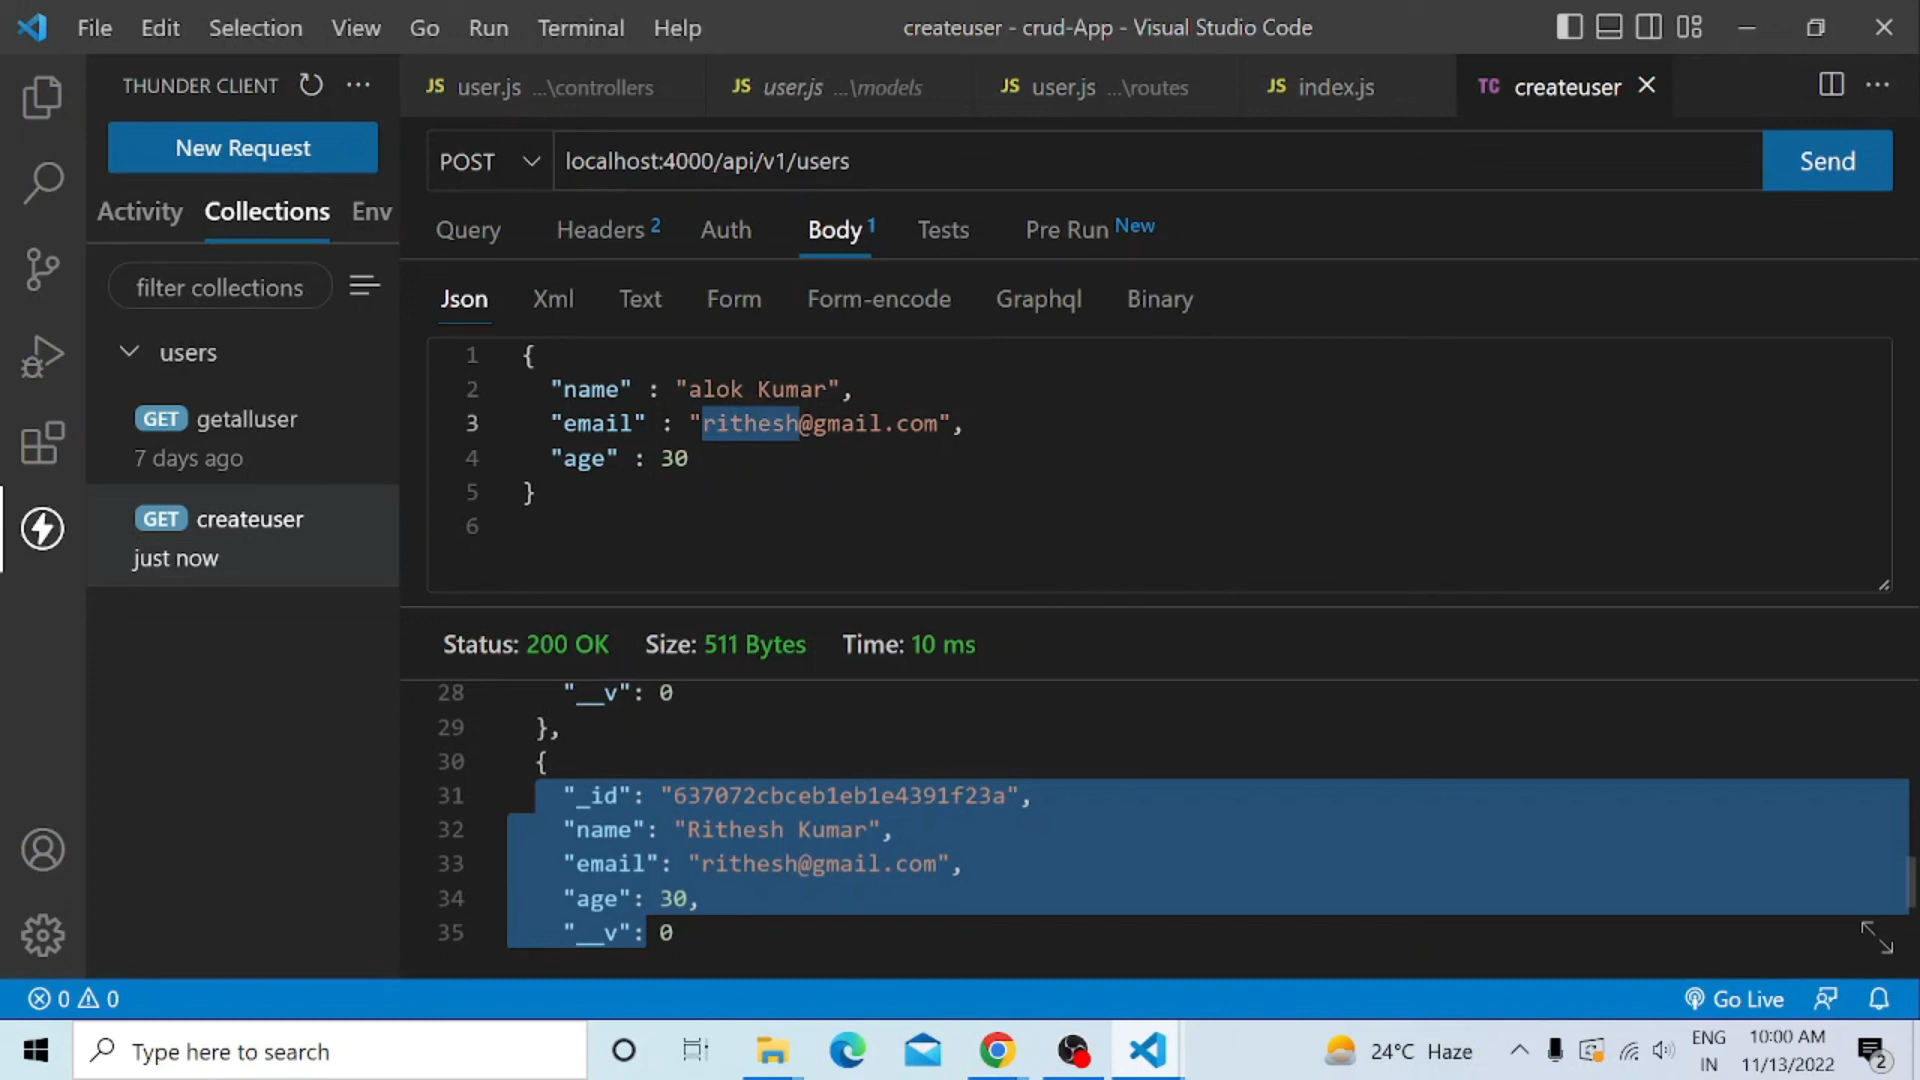 File Edit Selection View Go Run Terminal Help createuser - crud-App - Visual Studio Code
THUNDER CLIENT
New Request
Activity Collections Env
filter collections
users
GET getalluser
7 days ago
GET createuser
just now
JS user.js ...\controllers JS user.js ...\models JS user.js ...\routes JS index.js TC createuser
POST localhost:4000/api/v1/users Send
Query Headers 2 Auth Body 1 Tests Pre Run New
Json Xml Text Form Form-encode Graphql Binary
1 {
2 "name" : "alok Kumar",
3 "email" : "rithesh@gmail.com",
4 "age" : 30
5 }
6
Status: 200 OK Size: 511 Bytes Time: 10 ms
28 "__v": 0
29 },
30 {
31 "_id": "637072cbceb1eb1e4391f23a",
32 "name": "Rithesh Kumar",
33 "email": "rithesh@gmail.com",
34 "age": 30,
35 "__v": 0
0 0 Go Live
Type here to search 24°C Haze ENG IN 10:00 AM 11/13/2022 2